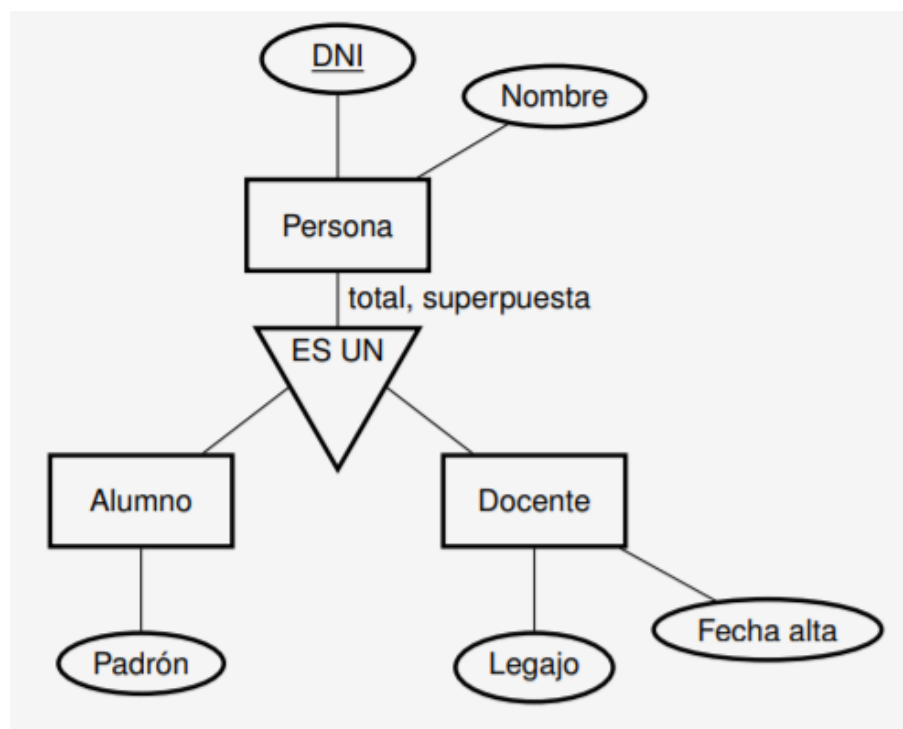 DNI
Nombre
Persona
total, superpuesta
ES UN
Alumno
Docente
Padrón
Legajo
Fecha alta